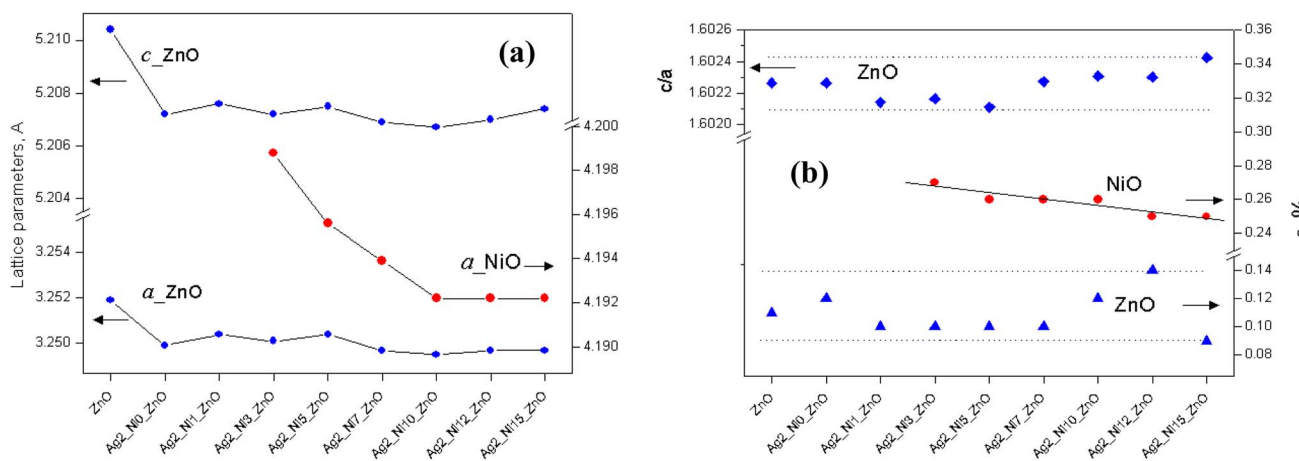 (a)
Lattice parameters, A
5.210
5.208
5.206
5.204
3.254
3.252
3.250
c_ZnO
a_ZnO
a_NiO
4.200
4.198
4.196
4.194
4.192
4.190
ZnO
Ag2_Ni0_ZnO
Ag2_Ni1_ZnO
Ag2_Ni3_ZnO
Ag2_Ni5_ZnO
Ag2_Ni7_ZnO
Ag2_Ni10_ZnO
Ag2_Ni12_ZnO
Ag2_Ni15_ZnO
(b)
c/a
1.6026
1.6024
1.6022
1.6020
ZnO
NiO
ZnO
0.36
0.34
0.32
0.30
0.28
0.26
0.24
0.14
0.12
0.10
0.08
%
ZnO
Ag2_Ni0_ZnO
Ag2_Ni1_ZnO
Ag2_Ni3_ZnO
Ag2_Ni5_ZnO
Ag2_Ni7_ZnO
Ag2_Ni10_ZnO
Ag2_Ni12_ZnO
Ag2_Ni15_ZnO